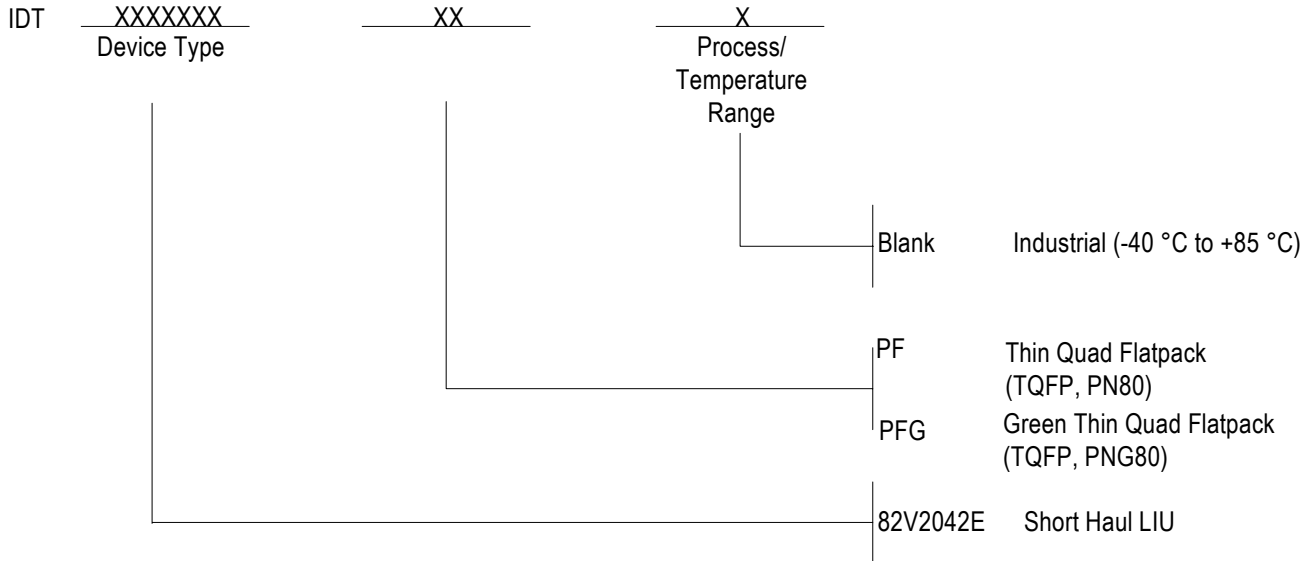 IDT XXXXXXX XX X
Device Type
Process/
Temperature
Range
Blank Industrial (-40 °C to +85 °C)
PF Thin Quad Flatpack
(TQFP, PN80)
PFG Green Thin Quad Flatpack
(TQFP, PNG80)
82V2042E Short Haul LIU